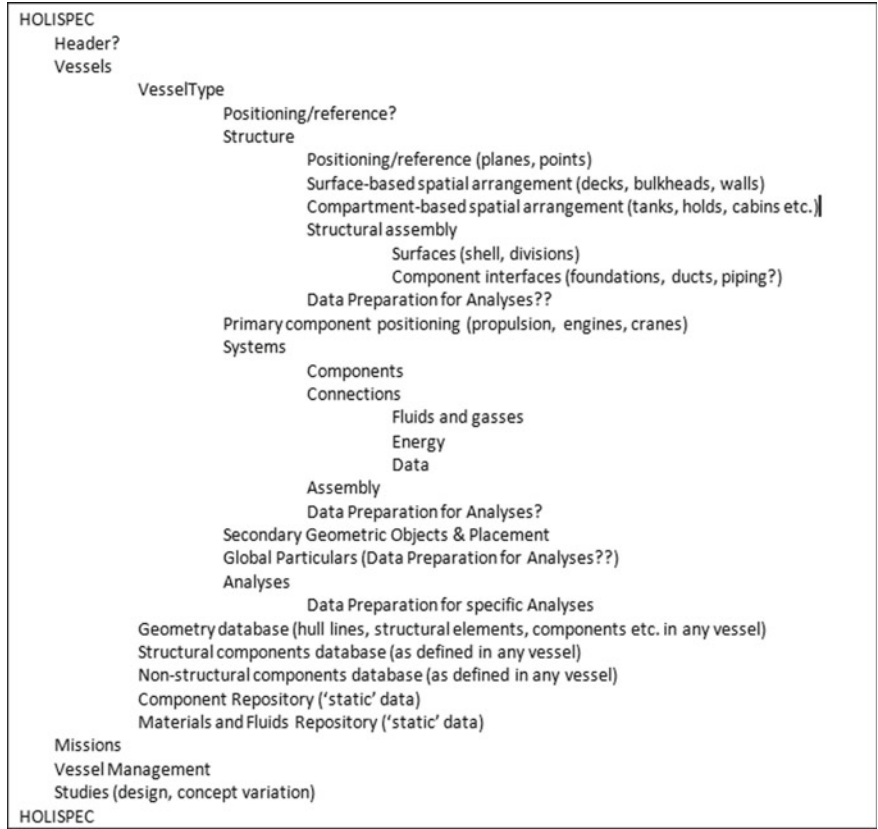 HOLISPEC
Header?
Vessels
VesselType
Positioning/reference?
Structure
Positioning/reference (planes, points)
Surface-based spatial arrangement (decks, bulkheads, walls)
Compartment-based spatial arrangement (tanks, holds, cabins etc.)
Structural assembly
Surfaces (shell, divisions)
Component interfaces (foundations, ducts, piping?)
Data Preparation for Analyses??
Primary component positioning (propulsion, engines, cranes)
Systems
Components
Connections
Fluids and gasses
Energy
Data
Assembly
Data Preparation for Analyses?
Secondary Geometric Objects & Placement
Global Particulars (Data Preparation for Analyses??)
Analyses
Data Preparation for specific Analyses
Geometry database (hull lines, structural elements, components etc. in any vessel)
Structural components database (as defined in any vessel)
Non-structural components database (as defined in any vessel)
Component Repository (‘static’ data)
Materials and Fluids Repository (‘static’ data)
Missions
Vessel Management
Studies (design, concept variation)
HOLISPEC